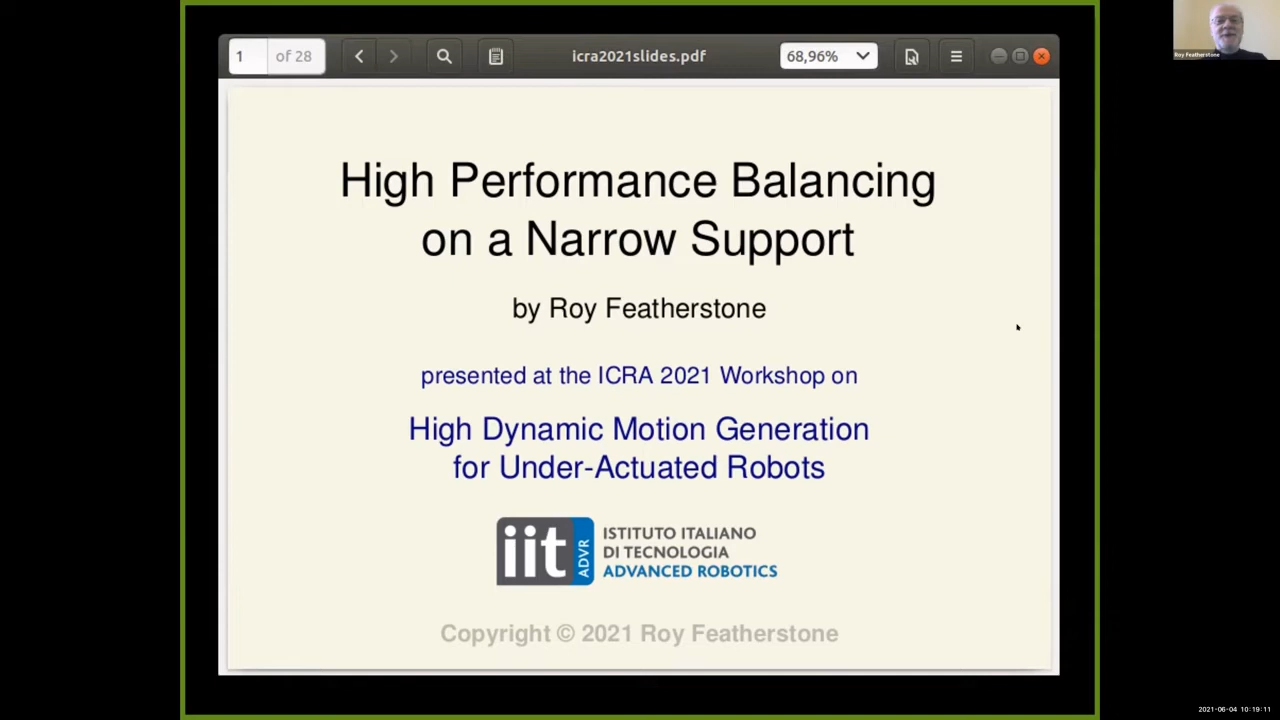 1 of 28 icra2021slides.pdf 68,96%
Roy Featherstone
High Performance Balancing
on a Narrow Support
by Roy Featherstone
presented at the ICRA 2021 Workshop on
High Dynamic Motion Generation
for Under-Actuated Robots
iit ADVR
ISTITUTO ITALIANO
DI TECNOLOGIA
ADVANCED ROBOTICS
Copyright © 2021 Roy Featherstone
2021-06-04 10:19:11